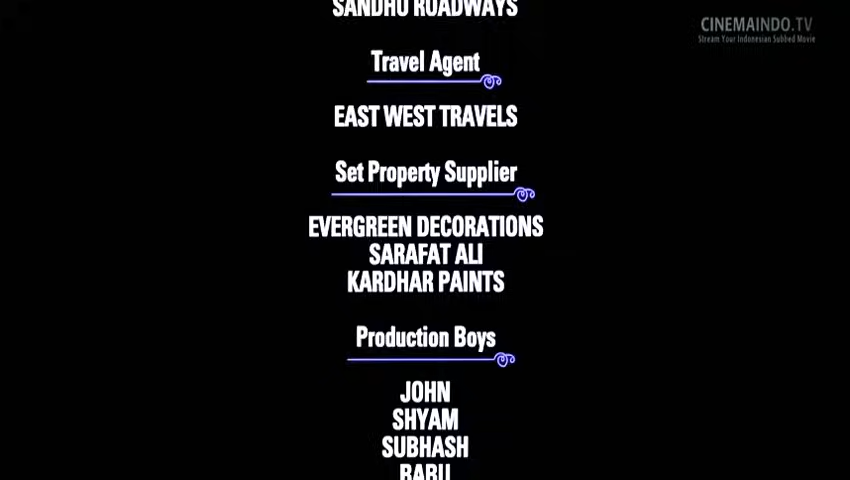 SANDHU ROADWAYS
CINEMAINDO.TV
Stream Your Indonesian Subbed Movie
Travel Agent
EAST WEST TRAVELS
Set Property Supplier
EVERGREEN DECORATIONS
SARAFAT ALI
KARDHAR PAINTS
Production Boys
JOHN
SHYAM
SUBHASH
BABU